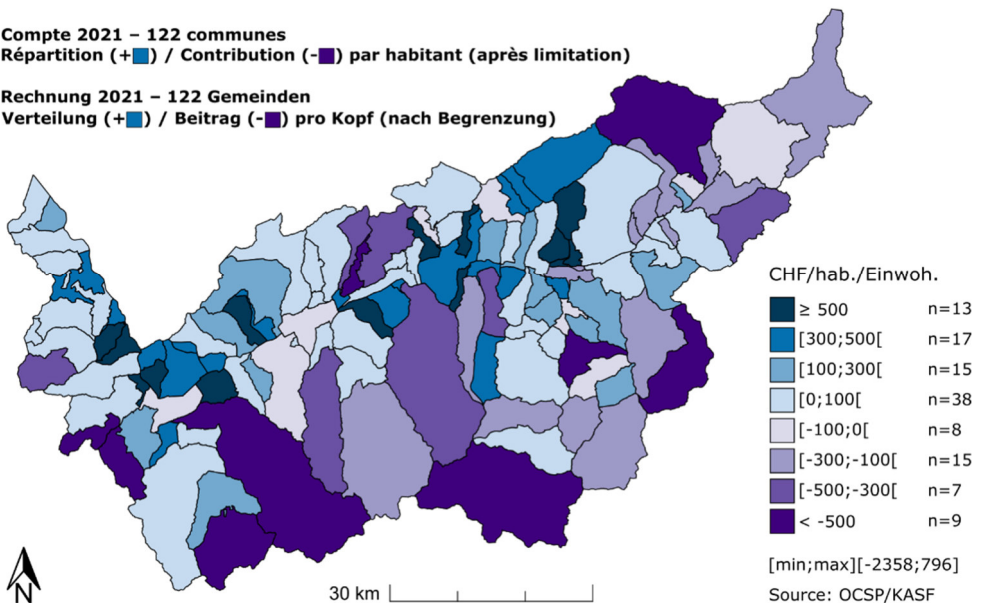 Compte 2021 – 122 communes
Répartition (+) / Contribution (-) par habitant (après limitation)
Rechnung 2021 – 122 Gemeinden
Verteilung (+) / Beitrag (-) pro Kopf (nach Begrenzung)
CHF/hab./Einwoh.
≥ 500 n=13
[300;500[ n=17
[100;300[ n=15
[0;100[ n=38
[-100;0[ n=8
[-300;-100[ n=15
[-500;-300[ n=7
< -500 n=9
[min;max][-2358;796]
Source: OCSP/KASF
30 km
N